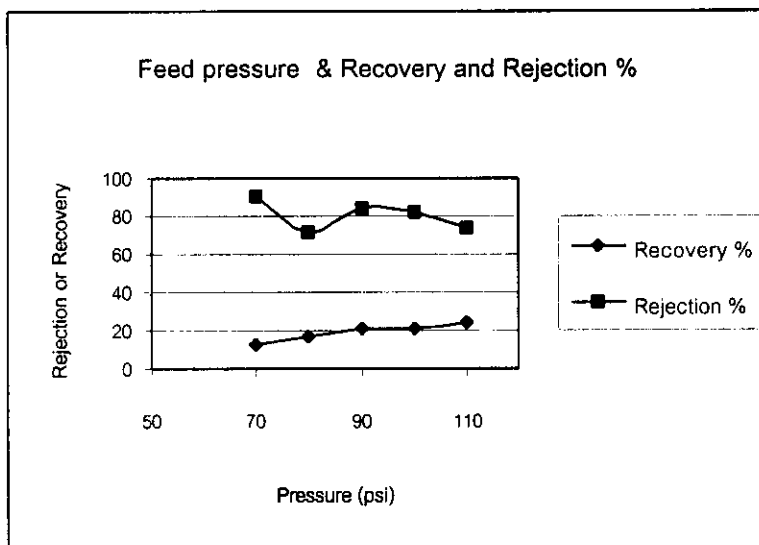 Feed pressure & Recovery and Rejection %
Rejection or Recovery
100
80
60
40
20
0
50 70 90 110
Pressure (psi)
Recovery %
Rejection %